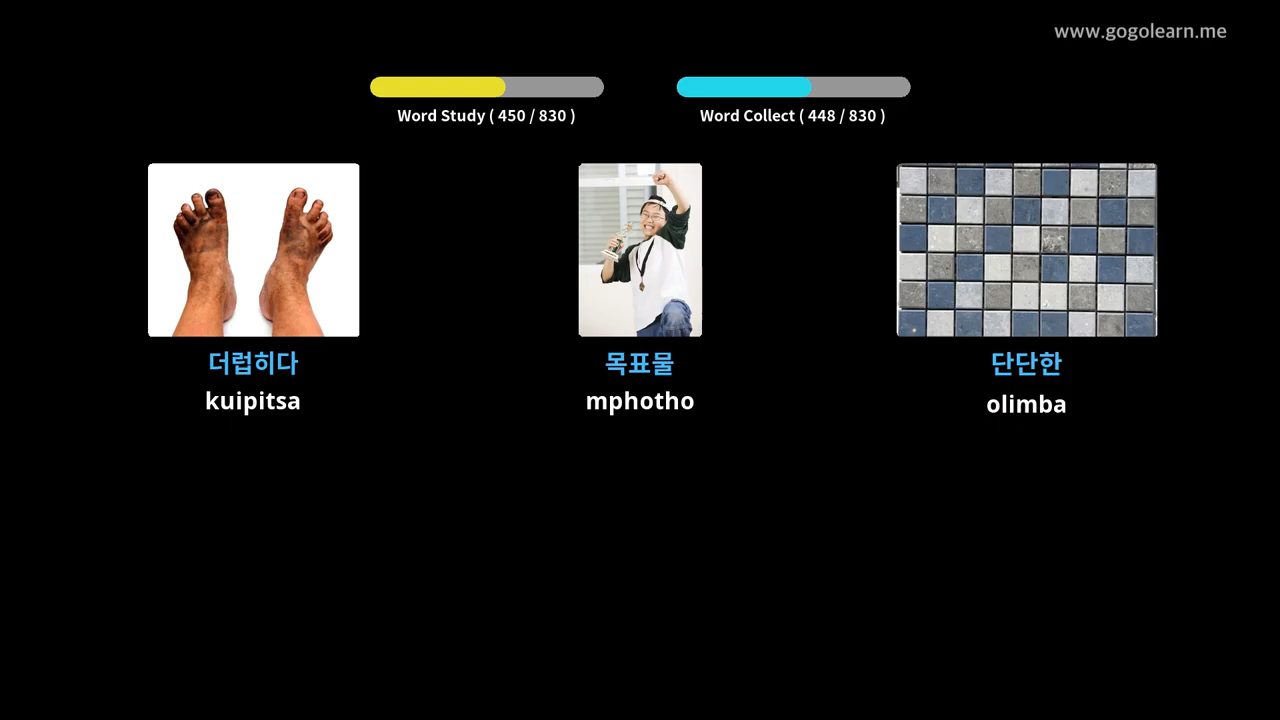 www.gogolearn.me
Word Study ( 450 / 830 )
Word Collect ( 448 / 830 )
더럽히다
kuipitsa
목표물
mphotho
단단한
olimba